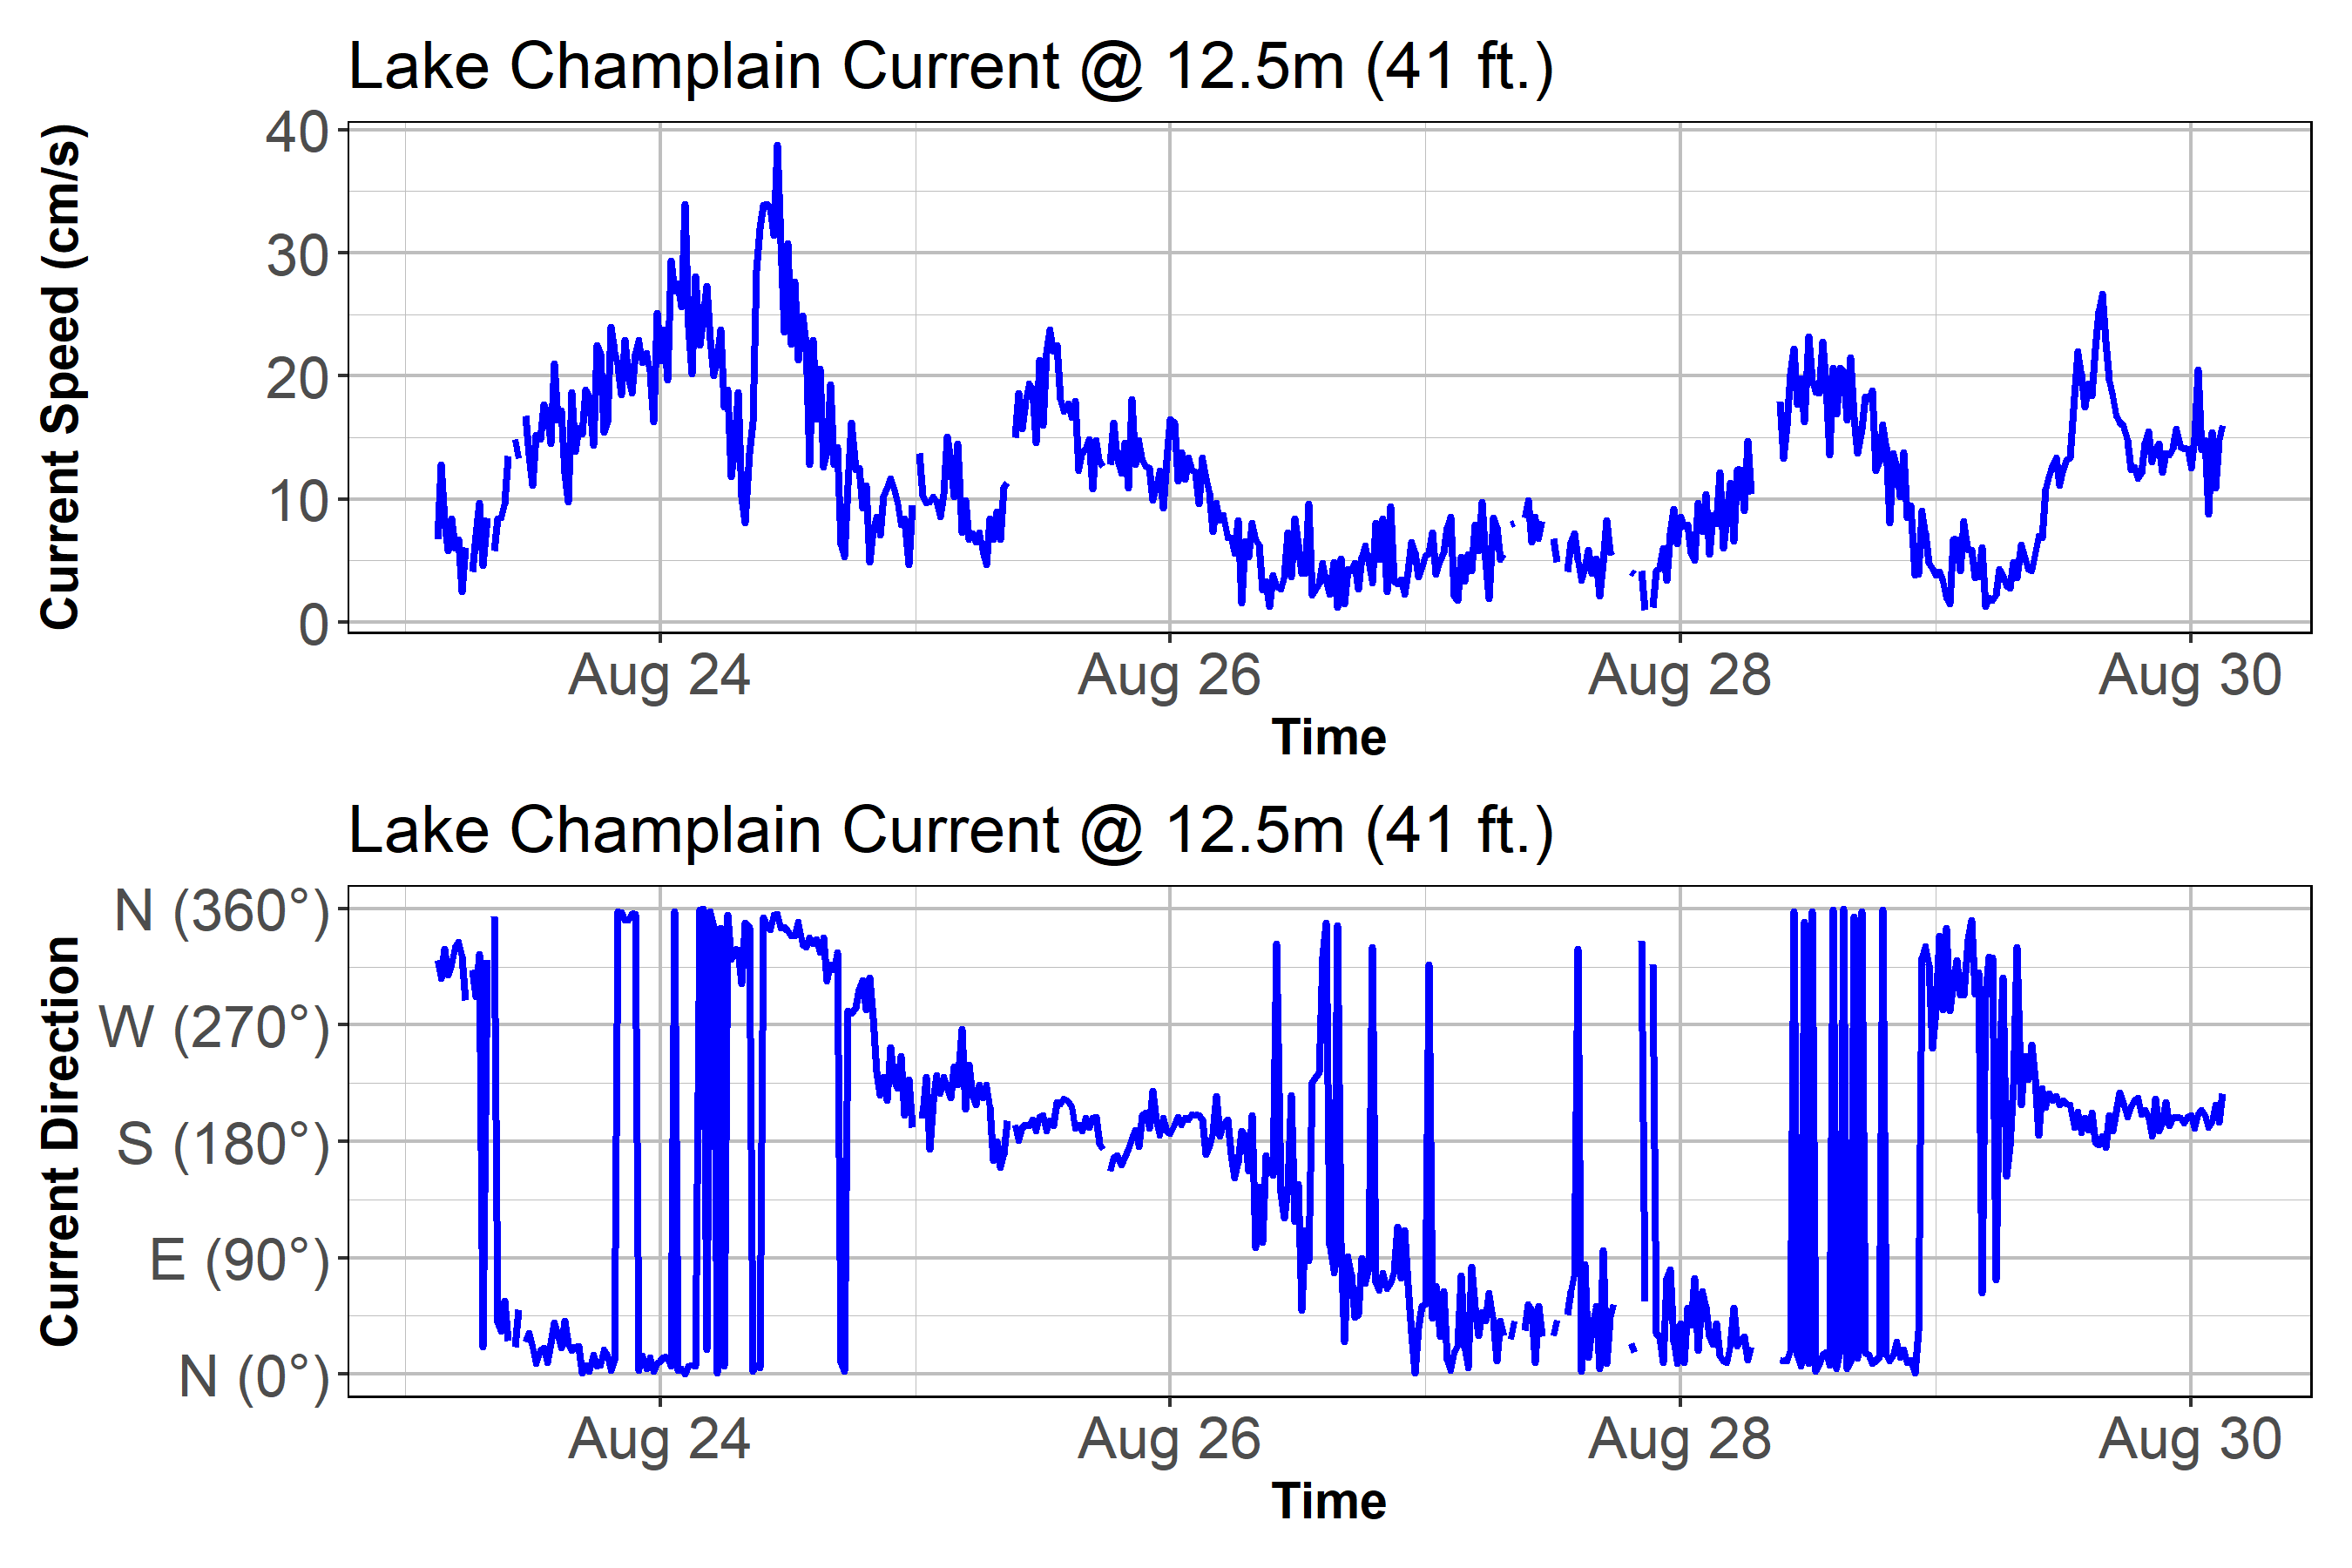 Lake Champlain Current @ 12.5m (41 ft.)
Current Speed (cm/s)
40
30
20
10
0
Aug 24 Aug 26 Aug 28 Aug 30
Time
Lake Champlain Current @ 12.5m (41 ft.)
Current Direction
N (360°)
W (270°)
S (180°)
E (90°)
N (0°)
Aug 24 Aug 26 Aug 28 Aug 30
Time